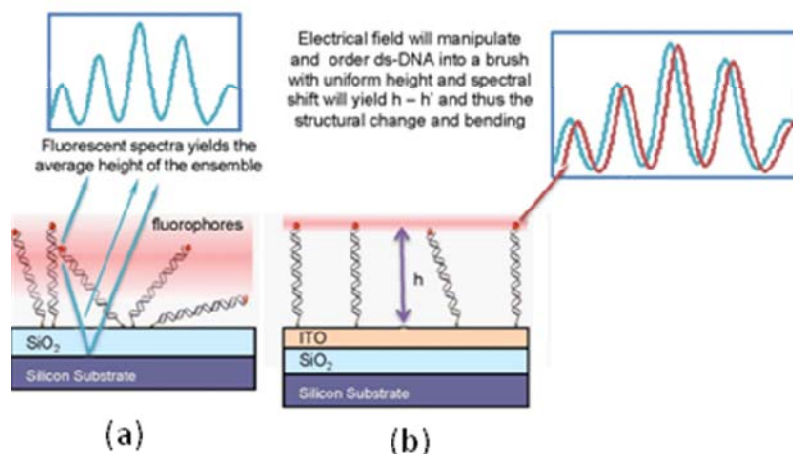 Electrical field will manipulate
and order ds-DNA into a brush
with uniform height and spectral
shift will yield h – h' and thus the
structural change and bending
Fluorescent spectra yields the
average height of the ensemble
fluorophores
h
SiO₂
Silicon Substrate
ITO
SiO₂
Silicon Substrate
(a)
(b)